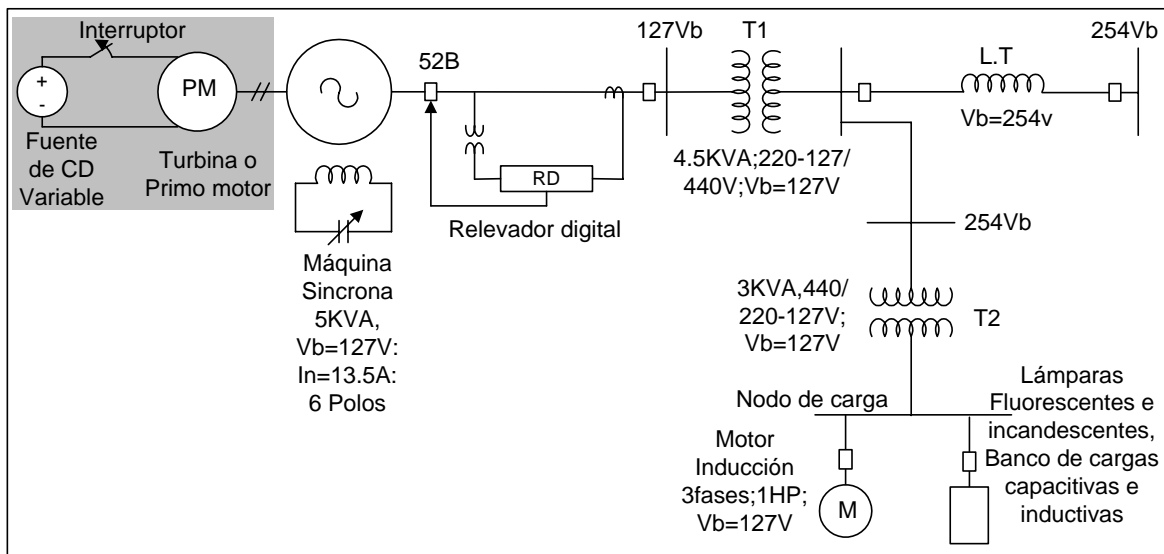 Interruptor
+
-
PM
Fuente
de CD
Variable
Turbina o
Primo motor
Máquina
Sincrona
5KVA,
Vb=127V:
In=13.5A:
6 Polos
52B
RD
Relevador digital
127Vb
T1
4.5KVA;220-127/
440V;Vb=127V
L.T
Vb=254v
254Vb
254Vb
3KVA,440/
220-127V;
Vb=127V
T2
Nodo de carga
Motor
Inducción
3fases;1HP;
Vb=127V
M
Lámparas
Fluorescentes e
incandescentes,
Banco de cargas
capacitivas e
inductivas